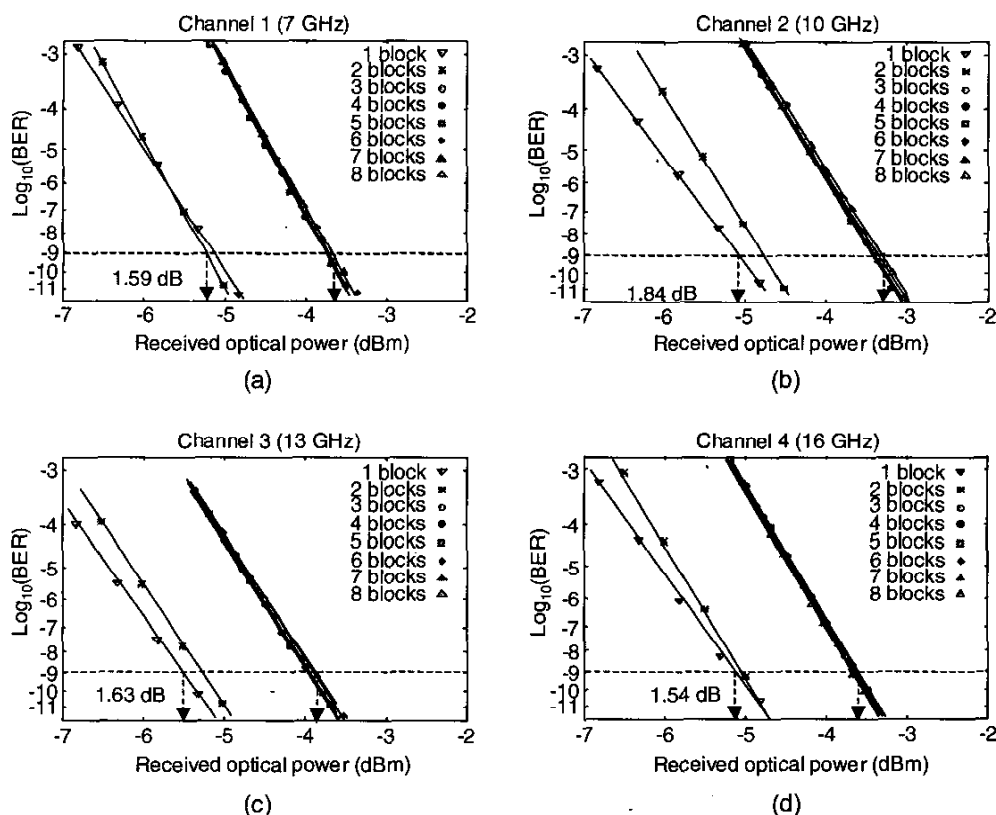 Channel 1 (7 GHz)
Log10(BER)
-3
-4
-5
-6
-7
-8
-9
-10
-11
1 block
2 blocks
3 blocks
4 blocks
5 blocks
6 blocks
7 blocks
8 blocks
1.59 dB
-7 -6 -5 -4 -3 -2
Received optical power (dBm)
(a)
Channel 2 (10 GHz)
Log10(BER)
-3
-4
-5
-6
-7
-8
-9
-10
-11
1 block
2 blocks
3 blocks
4 blocks
5 blocks
6 blocks
7 blocks
8 blocks
1.84 dB
-7 -6 -5 -4 -3 -2
Received optical power (dBm)
(b)
Channel 3 (13 GHz)
Log10(BER)
-3
-4
-5
-6
-7
-8
-9
-10
-11
1 block
2 blocks
3 blocks
4 blocks
5 blocks
6 blocks
7 blocks
8 blocks
1.63 dB
-7 -6 -5 -4 -3 -2
Received optical power (dBm)
(c)
Channel 4 (16 GHz)
Log10(BER)
-3
-4
-5
-6
-7
-8
-9
-10
-11
1 block
2 blocks
3 blocks
4 blocks
5 blocks
6 blocks
7 blocks
8 blocks
1.54 dB
-7 -6 -5 -4 -3 -2
Received optical power (dBm)
(d)